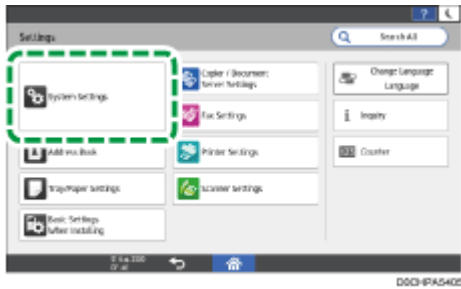 Settings
Search All
System Settings
Copier / Document
Server Settings
Change Language
Language
Fax Settings
Inquiry
Address Book
Printer Settings
Counter
Tray/Paper Settings
Scanner Settings
Basic Settings
When Installing
D0CHPA5405